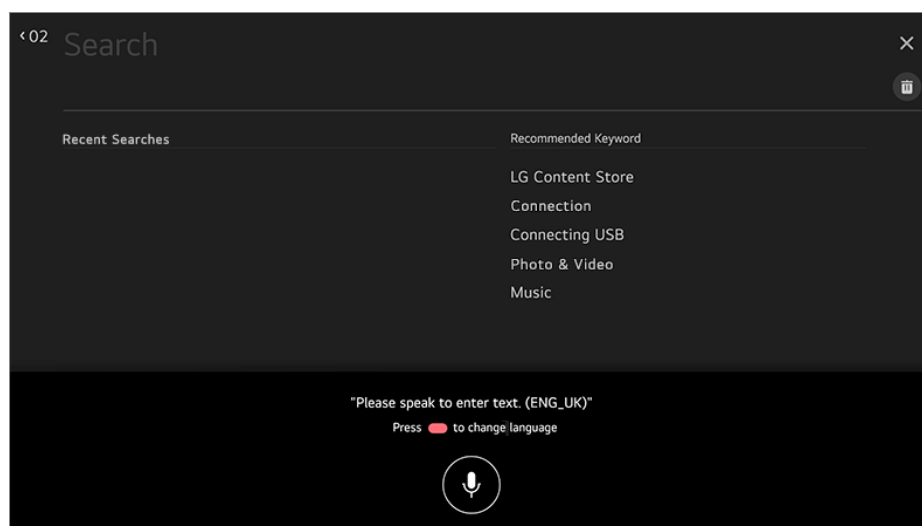 ‹ 02
Search
Recent Searches
Recommended Keyword
LG Content Store
Connection
Connecting USB
Photo & Video
Music
"Please speak to enter text. (ENG_UK)"
Press to change language